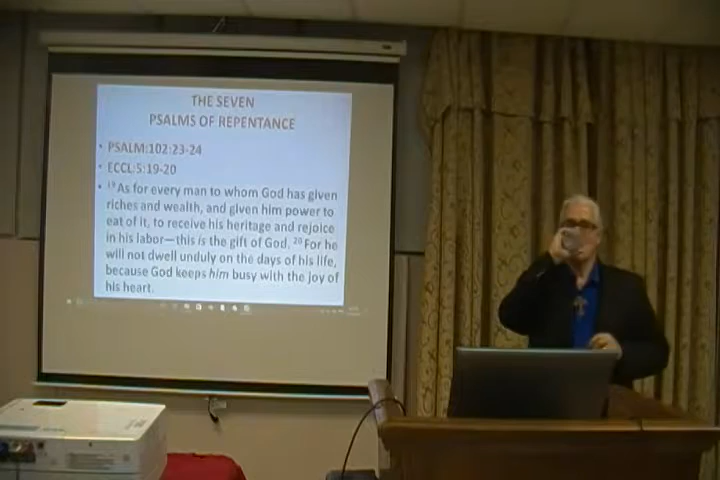 THE SEVEN
PSALMS OF REPENTANCE
• PSALM:102:23-24
• ECCL:5:19-20
• 19 As for every man to whom God has given
riches and wealth, and given him power to
eat of it, to receive his heritage and rejoice
in his labor—this is the gift of God. 20 For he
will not dwell unduly on the days of his life,
because God keeps him busy with the joy of
his heart.